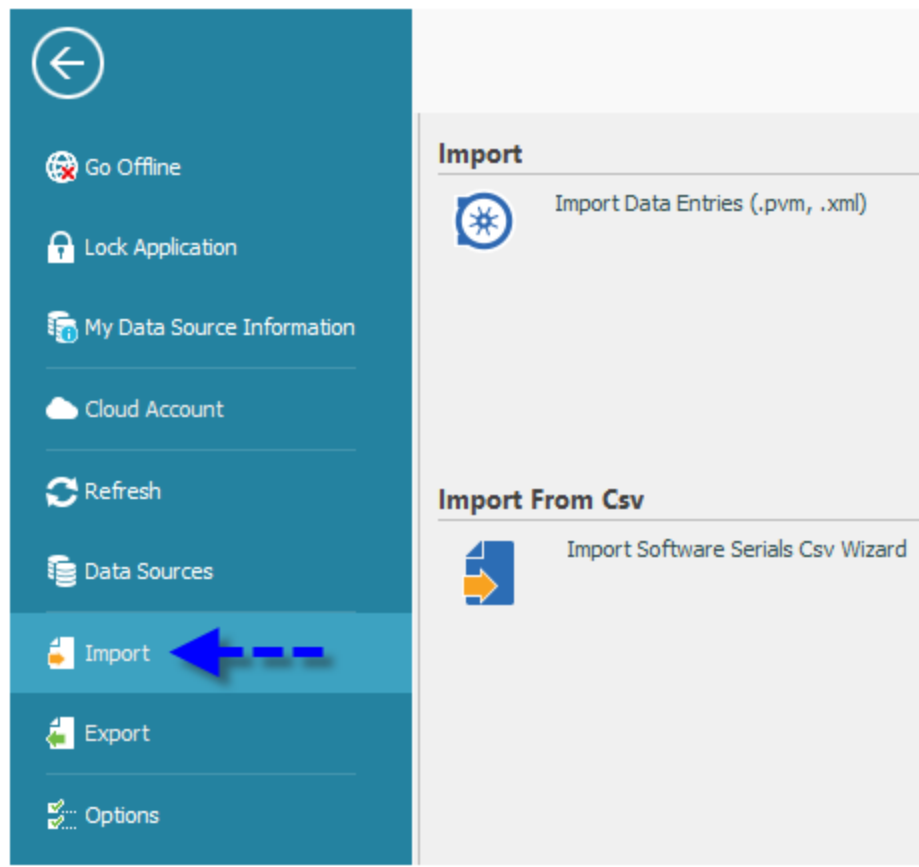 Go Offline
Lock Application
My Data Source Information
Cloud Account
Refresh
Data Sources
Import
Export
Options
Import
Import Data Entries (.pvm, .xml)
Import From Csv
Import Software Serials Csv Wizard